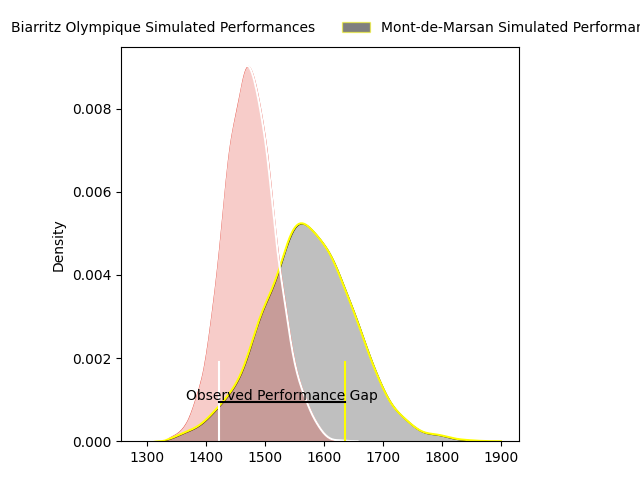 Biarritz Olympique Simulated Performances
Mont-de-Marsan Simulated Performan
0.008
0.006
0.004
0.002
0.000
Density
Observed Performance Gap
1300 1400 1500 1600 1700 1800 1900